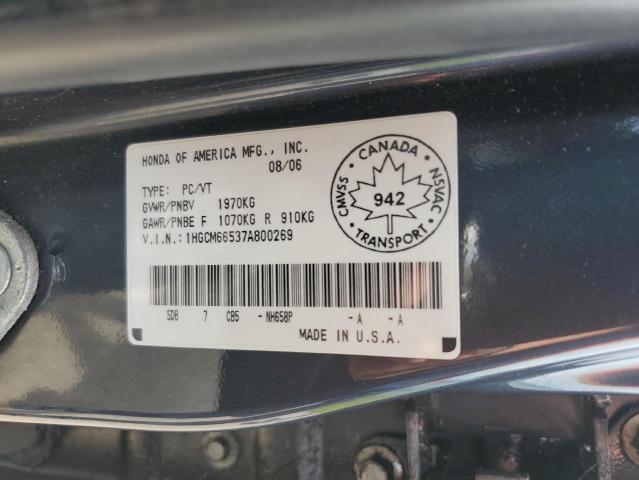 HONDA OF AMERICA MFG., INC.
08/06
TYPE: PC/VT
GVWR/PNBV 1970KG
GAWR/PNBE F 1070KG R 910KG
V.I.N.: 1HGCM66537A800269
CANADA
CMVSS
942
NSVAC
TRANSPORT
SDB 7 CB5 -NH658P -A -A
MADE IN U.S.A.